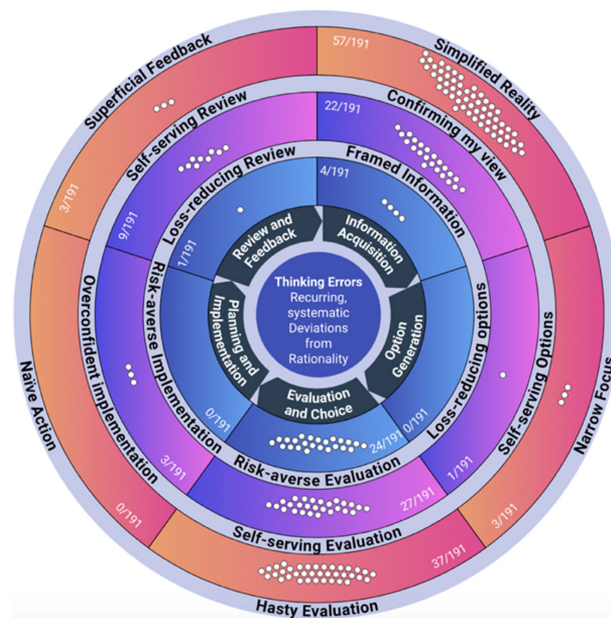 Superficial Feedback
3/191
Simplified Reality
57/191
Self-serving Review
9/191
Confirming my view
22/191
Loss-reducing Review
1/191
Framed Information
4/191
Review and
Feedback
Information
Acquisition
Thinking Errors
Recurring,
systematic
Deviations
from
Rationality
Planning and
Implementation
Option
Generation
Evaluation
and Choice
Naïve Action
0/191
Overconfident implementation
3/191
Risk-averse Implementation
0/191
Loss-reducing options
0/191
Self-serving Options
1/191
Narrow Focus
3/191
24/191
Risk-averse Evaluation
27/191
Self-serving Evaluation
37/191
Hasty Evaluation